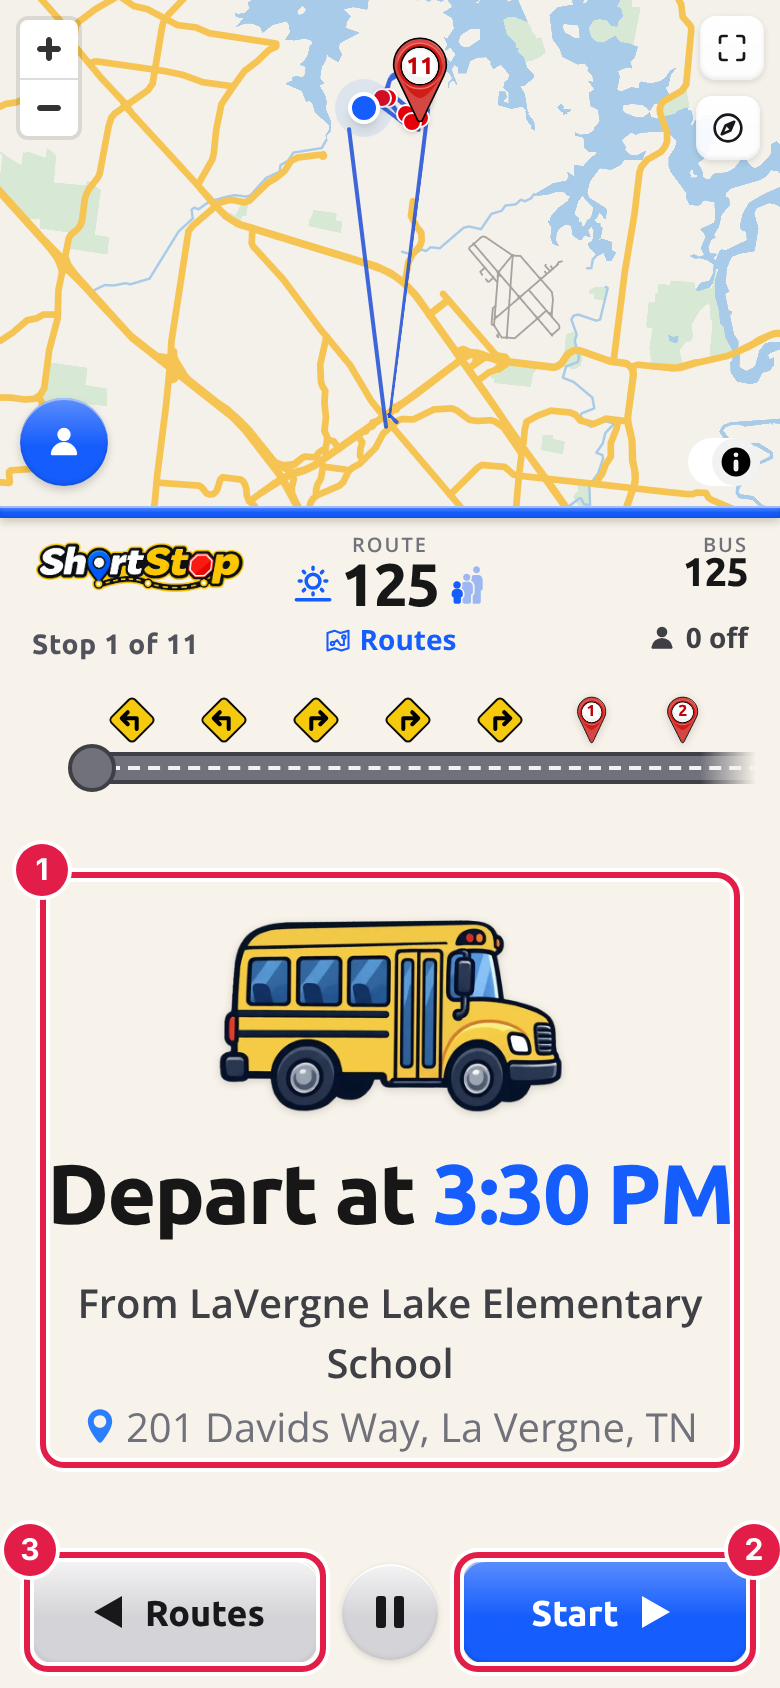 11
ShortStop
ROUTE
125
Routes
BUS
125
Stop 1 of 11
0 off
1
2
1
Depart at 3:30 PM
From LaVergne Lake Elementary
School
201 Davids Way, La Vergne, TN
3
Routes
2
Start